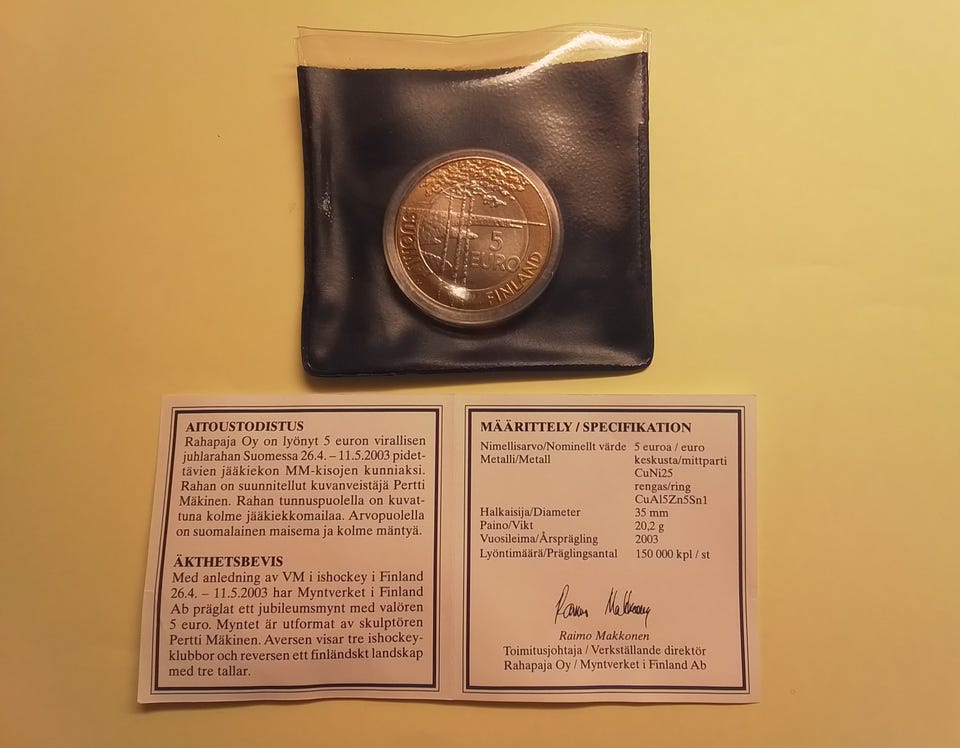 SUOMI
5
EURO
FINLAND
AITOUSTODISTUS
Rahapaja Oy on lyönyt 5 euron virallisen
juhlarahan Suomessa 26.4. – 11.5.2003 pidet-
tävien jääkiekon MM-kisojen kunniaksi.
Rahan on suunnitellut kuvanveistäjä Pertti
Mäkinen. Rahan tunnuspuolella on kuvat-
tuna kolme jääkiekkomailaa. Arvopuolella
on suomalainen maisema ja kolme mäntyä.
ÄKTHETSBEVIS
Med anledning av VM i ishockey i Finland
26.4. – 11.5.2003 har Myntverket i Finland
Ab präglat ett jubileumsmynt med valören
5 euro. Myntet är utformat av skulptören
Pertti Mäkinen. Aversen visar tre ishockey-
klubbor och reversen ett finländskt landskap
med tre tallar.
MÄÄRITTELY / SPECIFIKATION
Nimellisarvo/Nominellt värde 5 euroa / euro
Metalli/Metall keskusta/mittparti
CuNi25
rengas/ring
CuAl5Zn5Sn1
Halkaisija/Diameter 35 mm
Paino/Vikt 20,2 g
Vuosileima/Årsprägling 2003
Lyöntimäärä/Präglingsantal 150 000 kpl / st
Raimo Makkonen
Raimo Makkonen
Toimitusjohtaja / Verkställande direktör
Rahapaja Oy / Myntverket i Finland Ab